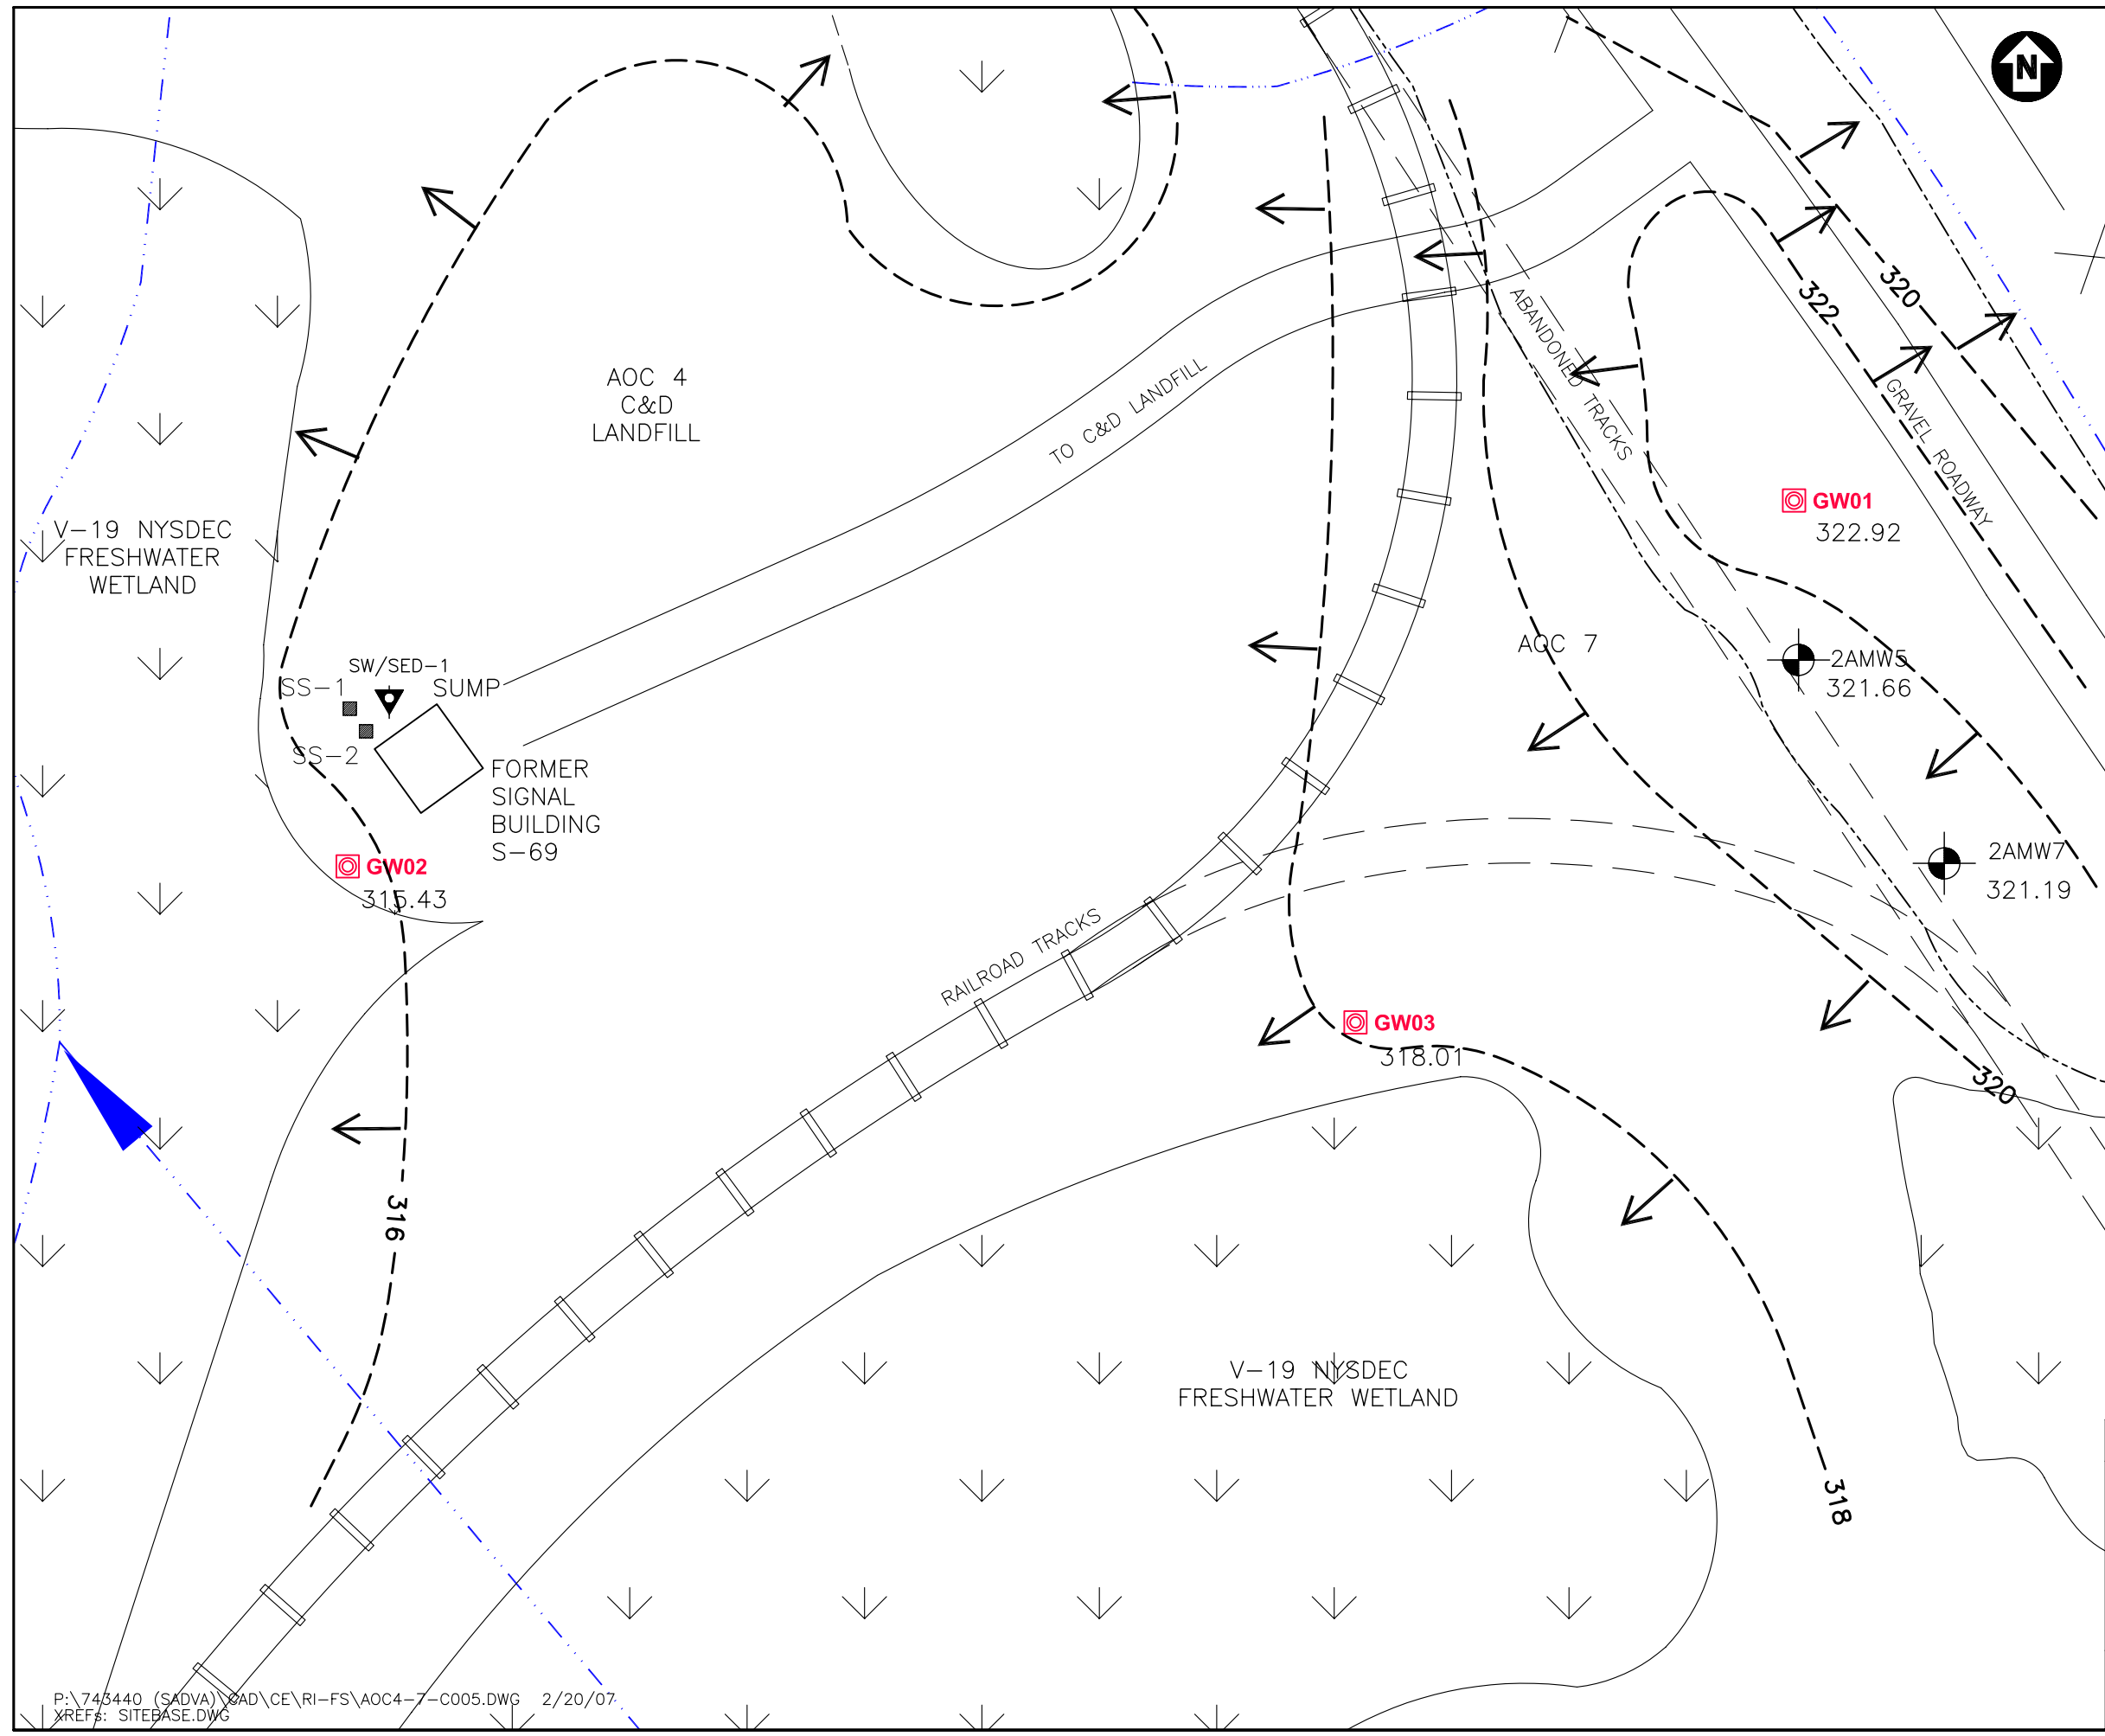 N
320
322
ABANDONED TRACKS
GRAVEL ROADWAY
AOC 4
C&D
LANDFILL
TO C&D LANDFILL
GW01
322.92
V-19 NYSDEC
FRESHWATER
WETLAND
AOC 7
2AMW5
321.66
SW/SED-1
SS-1
SUMP
SS-2
FORMER
SIGNAL
BUILDING
S-69
GW02
315.43
2AMW7
321.19
RAILROAD TRACKS
GW03
318.01
320
316
V-19 NYSDEC
FRESHWATER WETLAND
318
P:\743440 (SADVA)\CAD\CE\RI-FS\AOC4-7-C005.DWG 2/20/07
XREFs: SITEBASE.DWG